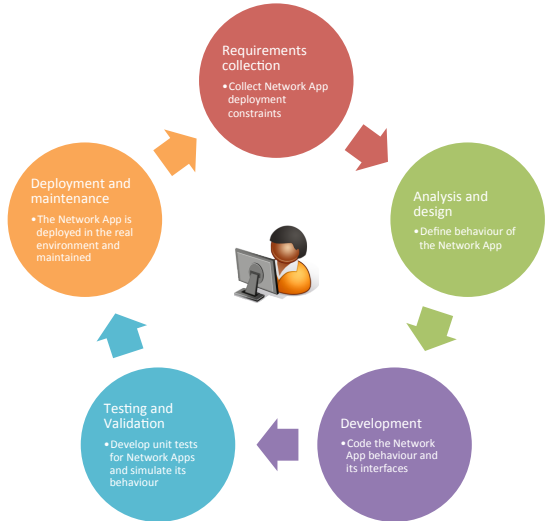 Requirements
collection
•Collect Network App
deployment
constraints
Analysis and
design
•Define behaviour of
the Network App
Development
•Code the Network
App behaviour and
its interfaces
Testing and
Validation
•Develop unit tests
for Network Apps
and simulate its
behaviour
Deployment and
maintenance
•The Network App is
deployed in the real
environment and
maintained